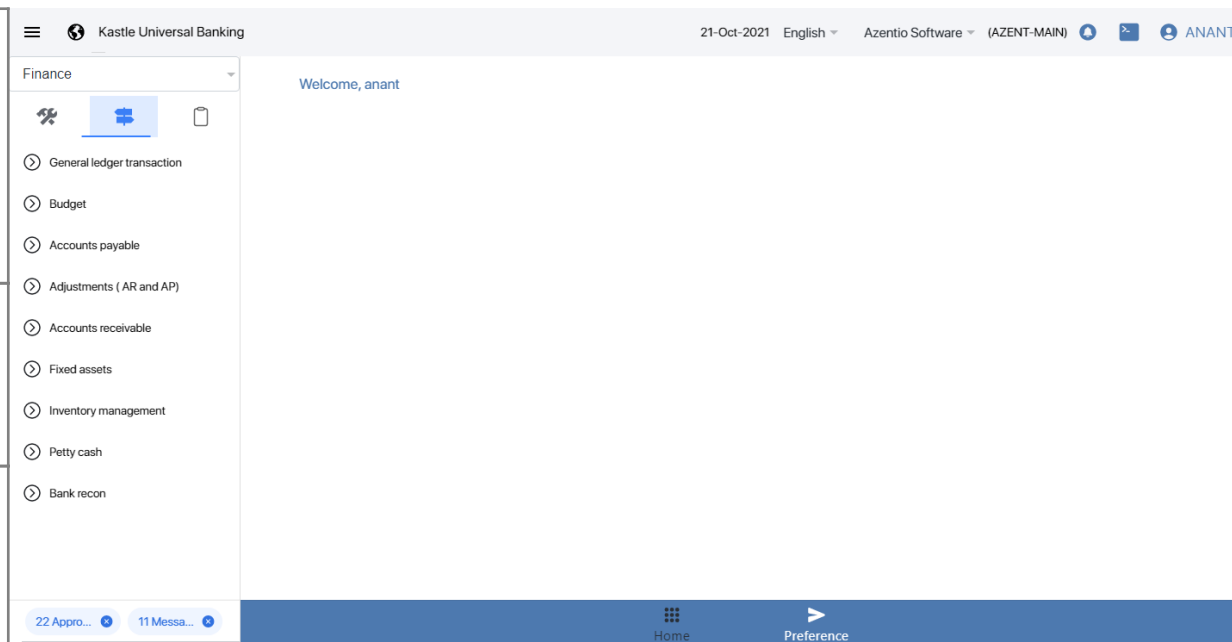 Kastle Universal Banking 21-Oct-2021 English Azentio Software (AZENT-MAIN) ANANT
Finance
Welcome, anant
General ledger transaction
Budget
Accounts payable
Adjustments ( AR and AP)
Accounts receivable
Fixed assets
Inventory management
Petty cash
Bank recon
22 Appro... 11 Messa...
Home Preference